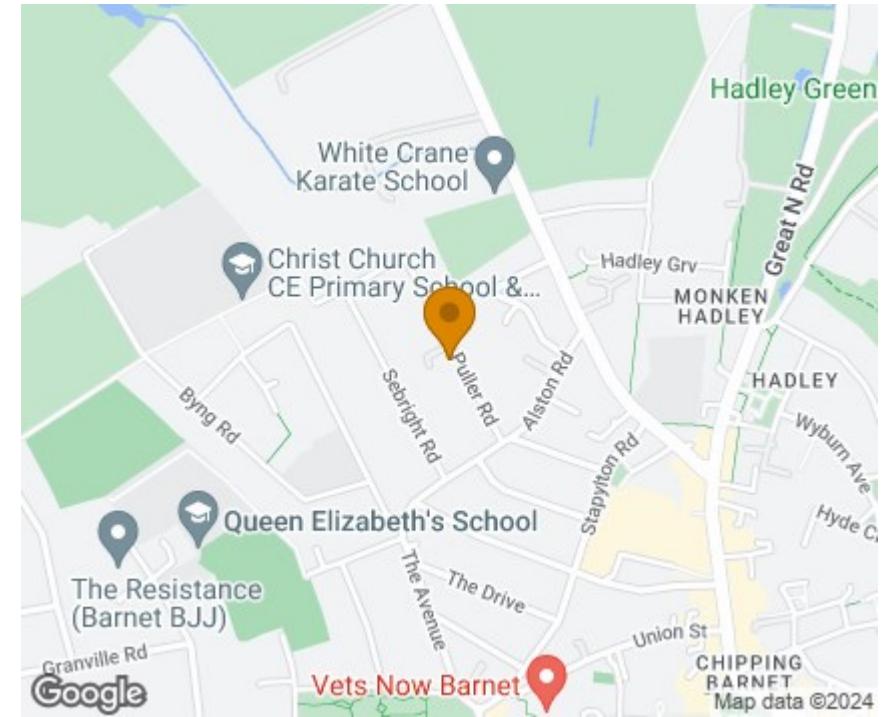 Hadley Green
White Crane
Karate School
Great N Rd
Christ Church
CE Primary School &...
Hadley Grv
MONKEN
HADLEY
Puller Rd
Alston Rd
Sebright Rd
HADLEY
Byng Rd
Wyburn Ave
Stapylton Rd
Queen Elizabeth's School
Hyde C
The Resistance
(Barnet BJJ)
The Avenue
The Drive
Union St
Granville Rd
CHIPPING
BARNET
Vets Now Barnet
Google
Map data ©2024